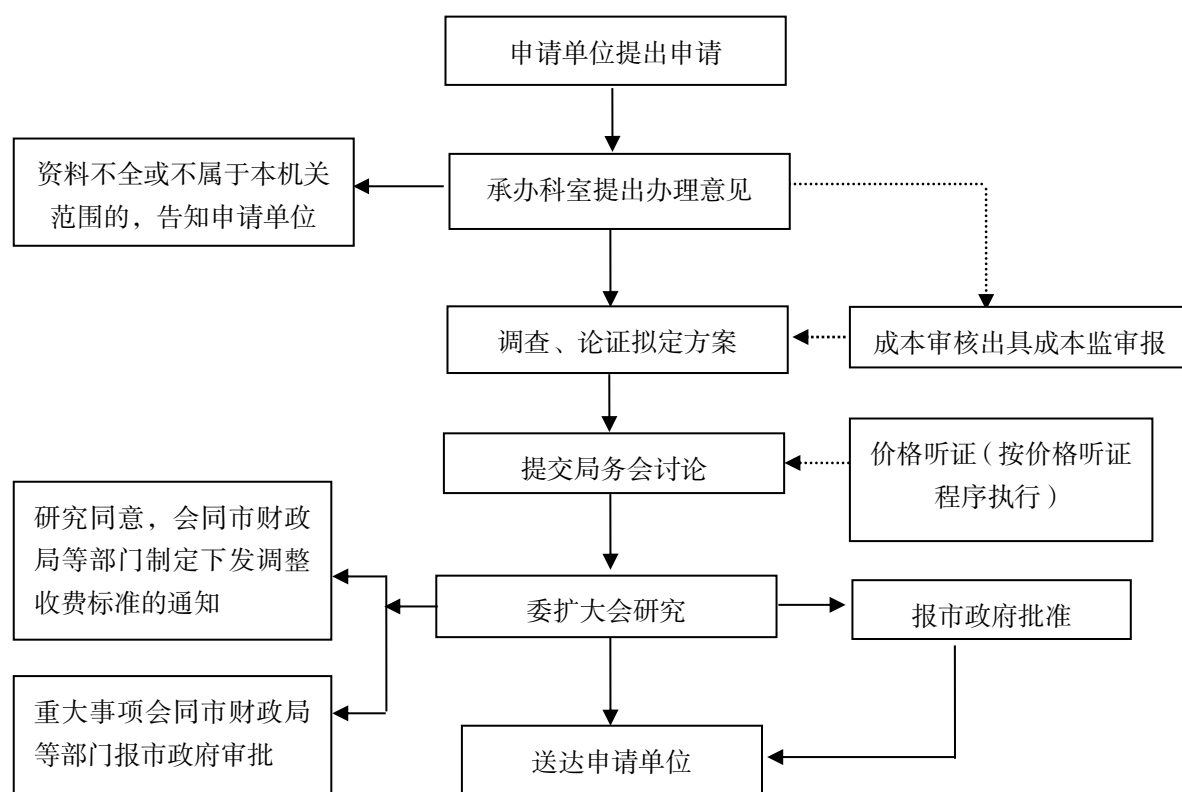 申请单位提出申请
资料不全或不属于本机关
范围的，告知申请单位
承办科室提出办理意见
调查、论证拟定方案
成本审核出具成本监审报
提交局务会讨论
价格听证（按价格听证
程序执行）
研究同意，会同市财政
局等部门制定下发调整
收费标准的通知
委扩大会研究
报市政府批准
重大事项会同市财政局
等部门报市政府审批
送达申请单位